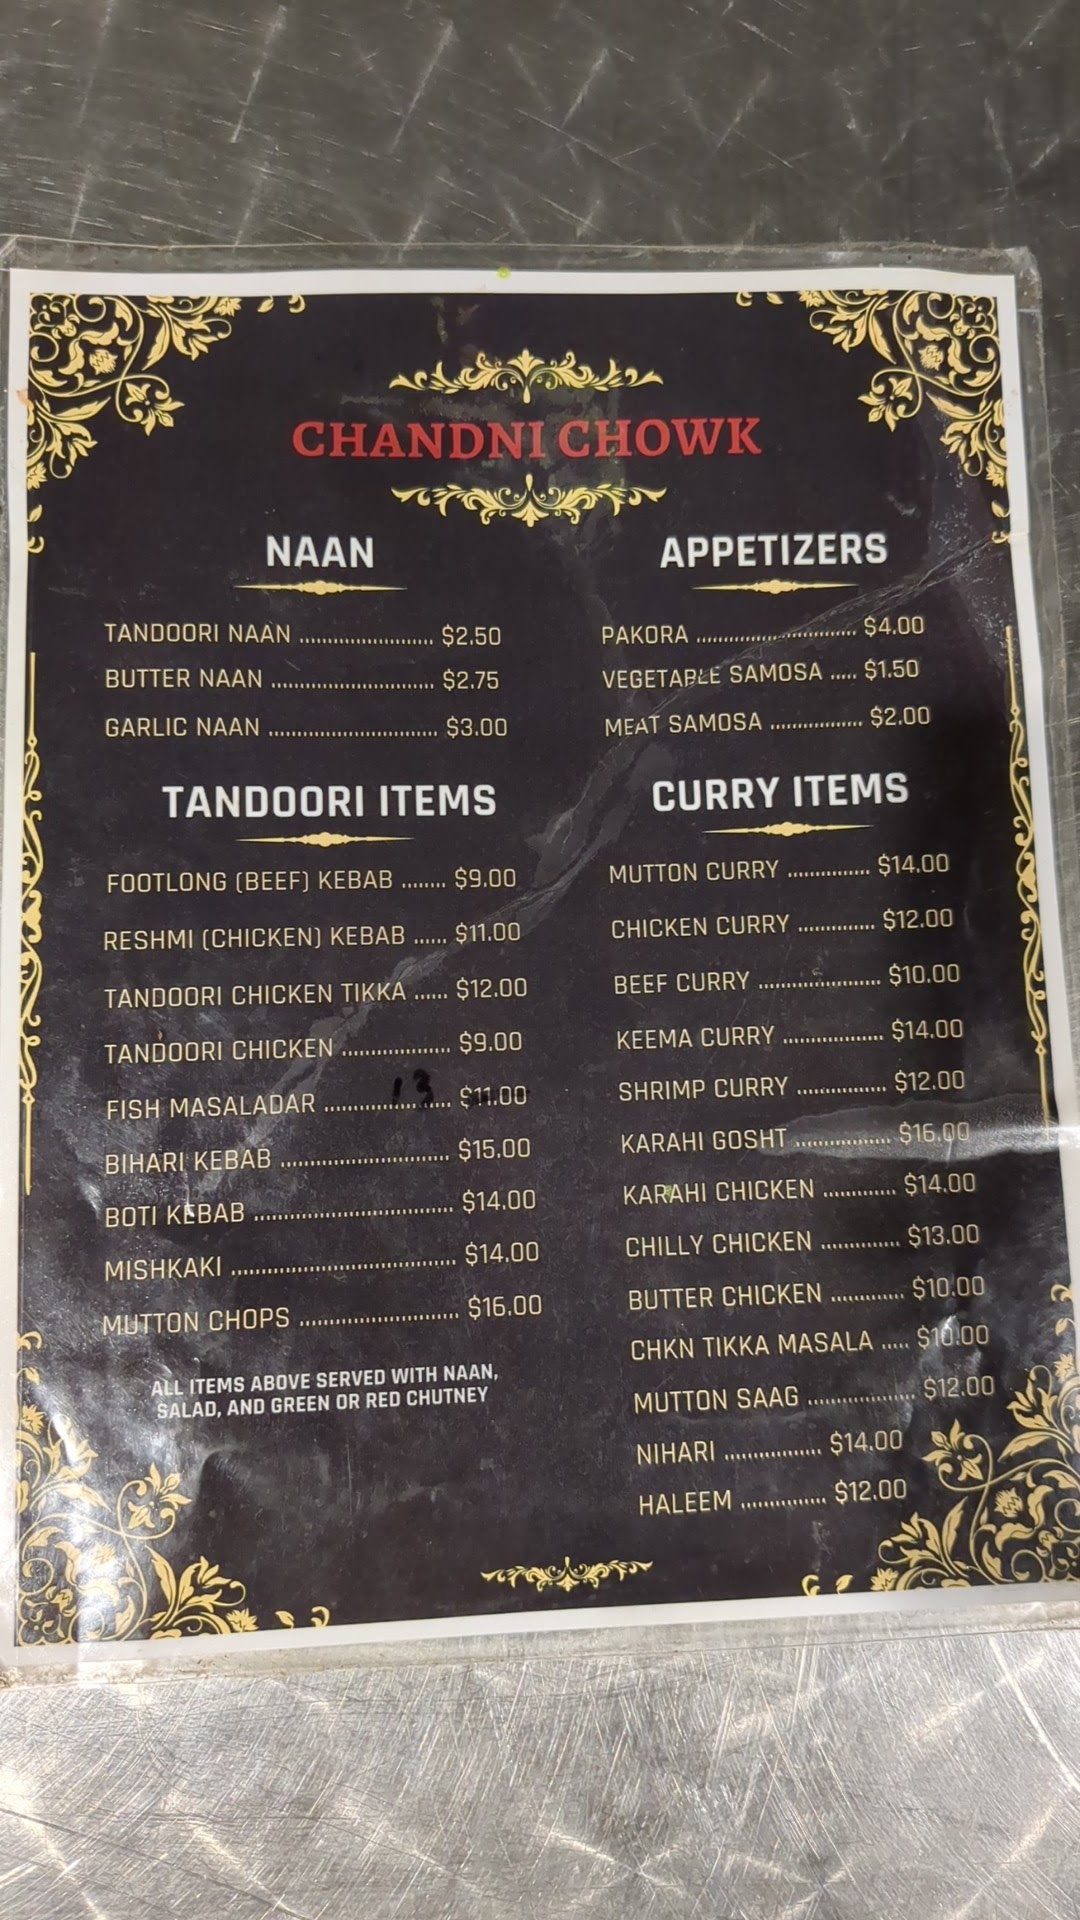 CHANDNI CHOWK
NAAN
TANDOORI NAAN ........................ $2.50
BUTTER NAAN ............................. $2.75
GARLIC NAAN .............................. $3.00
TANDOORI ITEMS
FOOTLONG (BEEF) KEBAB ........ $9.00
RESHMI (CHICKEN) KEBAB ...... $11.00
TANDOORI CHICKEN TIKKA ...... $12.00
TANDOORI CHICKEN ................... $9.00
13
FISH MASALADAR ....................... $11.00
BIHARI KEBAB .............................. $15.00
BOTI KEBAB ................................... $14.00
MISHKAKI ........................................ $14.00
MUTTON CHOPS ............................ $16.00
ALL ITEMS ABOVE SERVED WITH NAAN,
SALAD, AND GREEN OR RED CHUTNEY
APPETIZERS
PAKORA ............................. $4.00
VEGETABLE SAMOSA ..... $1.50
MEAT SAMOSA ................. $2.00
CURRY ITEMS
MUTTON CURRY ............... $14.00
CHICKEN CURRY .............. $12.00
BEEF CURRY ...................... $10.00
KEEMA CURRY .................. $14.00
SHRIMP CURRY ................ $12.00
KARAHI GOSHT ................. $16.00
KARAHI CHICKEN ............. $14.00
CHILLY CHICKEN .............. $13.00
BUTTER CHICKEN ............. $10.00
CHKN TIKKA MASALA ..... $10.00
MUTTON SAAG ................... $12.00
NIHARI ................. $14.00
HALEEM ............... $12.00